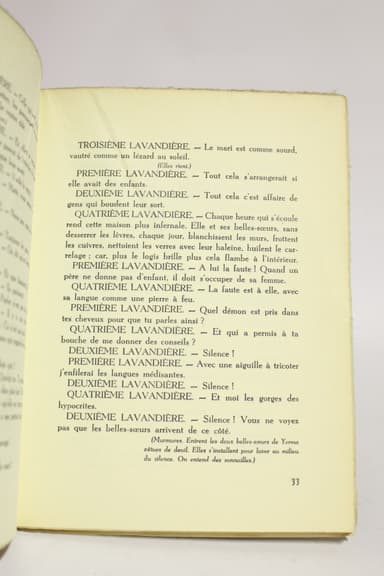 TROISIÈME LAVANDIÈRE. — Le mari est comme sourd,
vautré comme un lézard au soleil.
(Elles rient.)
PREMIÈRE LAVANDIÈRE. — Tout cela s'arrangerait si
elle avait des enfants.
DEUXIÈME LAVANDIÈRE. — Tout cela c'est affaire de
gens qui boudent leur sort.
QUATRIÈME LAVANDIÈRE. — Chaque heure qui s'écoule
rend cette maison plus infernale. Elle et ses belles-sœurs, sans
desserrer les lèvres, chaque jour, blanchissent les murs, frottent
les cuivres, nettoient les verres avec leur haleine, huilent le car-
relage ; car, plus le logis brille plus cela flambe à l'intérieur.
PREMIÈRE LAVANDIÈRE. — A lui la faute ! Quand un
père ne donne pas d'enfant, il doit s'occuper de sa femme.
QUATRIÈME LAVANDIÈRE. — La faute est à elle, avec
sa langue comme une pierre à feu.
PREMIÈRE LAVANDIÈRE. — Quel démon est pris dans
tes cheveux pour que tu parles ainsi ?
QUATRIÈME LAVANDIÈRE. — Et qui a permis à ta
bouche de me donner des conseils ?
DEUXIÈME LAVANDIÈRE. — Silence !
PREMIÈRE LAVANDIÈRE. — Avec une aiguille à tricoter
j'enfilerai les langues médisantes.
DEUXIÈME LAVANDIÈRE. — Silence !
QUATRIÈME LAVANDIÈRE. — Et moi les gorges des
hypocrites.
DEUXIÈME LAVANDIÈRE. — Silence ! Vous ne voyez
pas que les belles-sœurs arrivent de ce côté.
(Murmures. Entrent les deux belles-sœurs de Yerma
vêtues de deuil. Elles s'installent pour laver au milieu
du silence. On entend des sonnailles.)
33